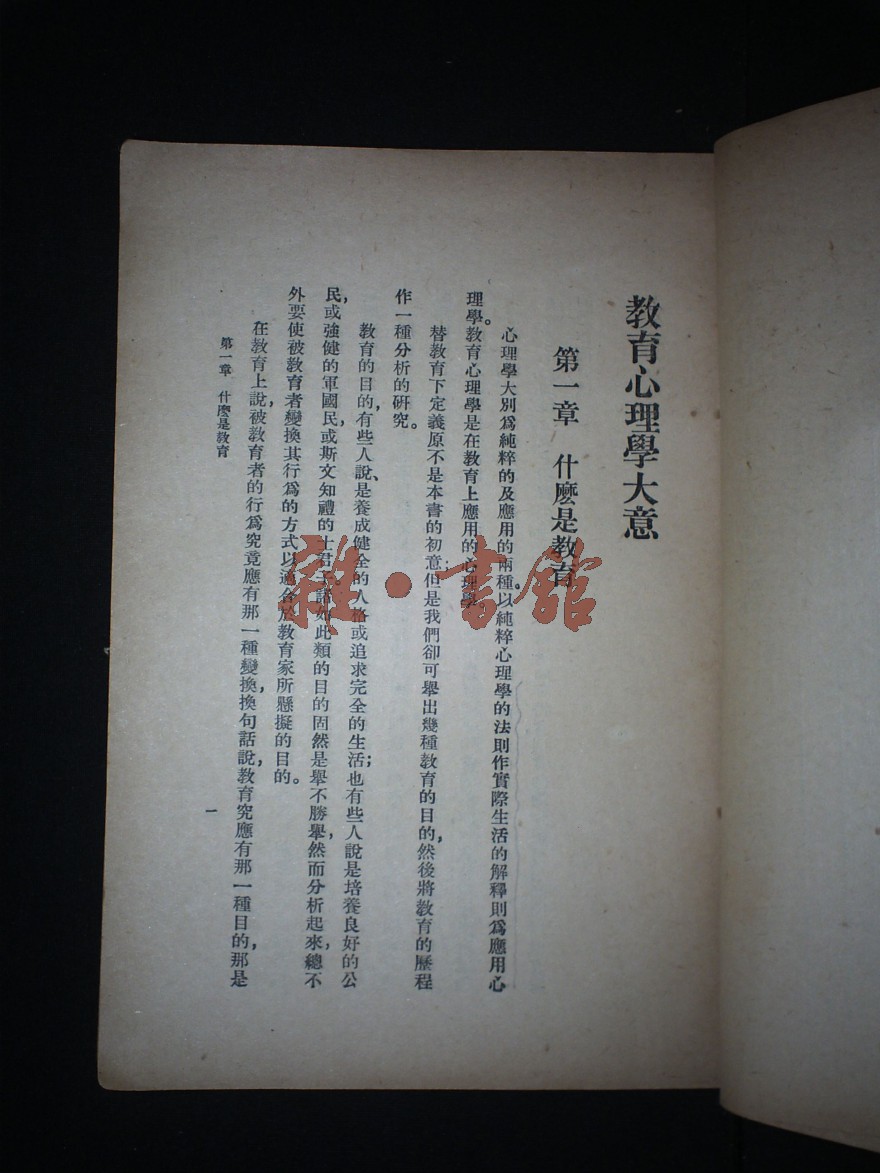 教育心理學大意
第一章　什麽是教育
心理學大別爲純粹的及應用的兩種。以純粹心理學的法則作實際生活的解釋則爲應用心
理學。教育心理學是在教育上應用的心理學。
替教育下定義原不是本書的初意；但是我們卻可舉出幾種教育的目的，然後將教育的歷程
作一種分析的研究。
教育的目的，有些人說、是養成健全的人格或追求完全的生活；也有些人說是培養良好的公
民，或強健的軍國民，或斯文知禮的士君子。諸如此類的目的固然是舉不勝舉，然而分析起來，總不
外要使被教育者變換其行爲的方式以適合於教育家所懸擬的目的。
在教育上說，被教育者的行爲究竟應有那一種變換，換句話說，教育究應有那一種目的，那是
第一章　什麽是教育
一
雜·書館